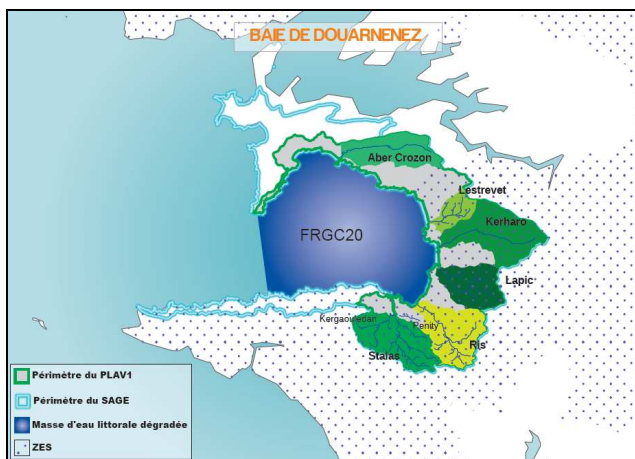 BAIE DE DOUARNENEZ
Aber Crozon
Lestrevet
Kerharo
FRGC20
Lapic
Kergaouledan
Penity
Ris
Stalas
Périmètre du PLAV1
Périmètre du SAGE
Masse d'eau littorale dégradée
ZES